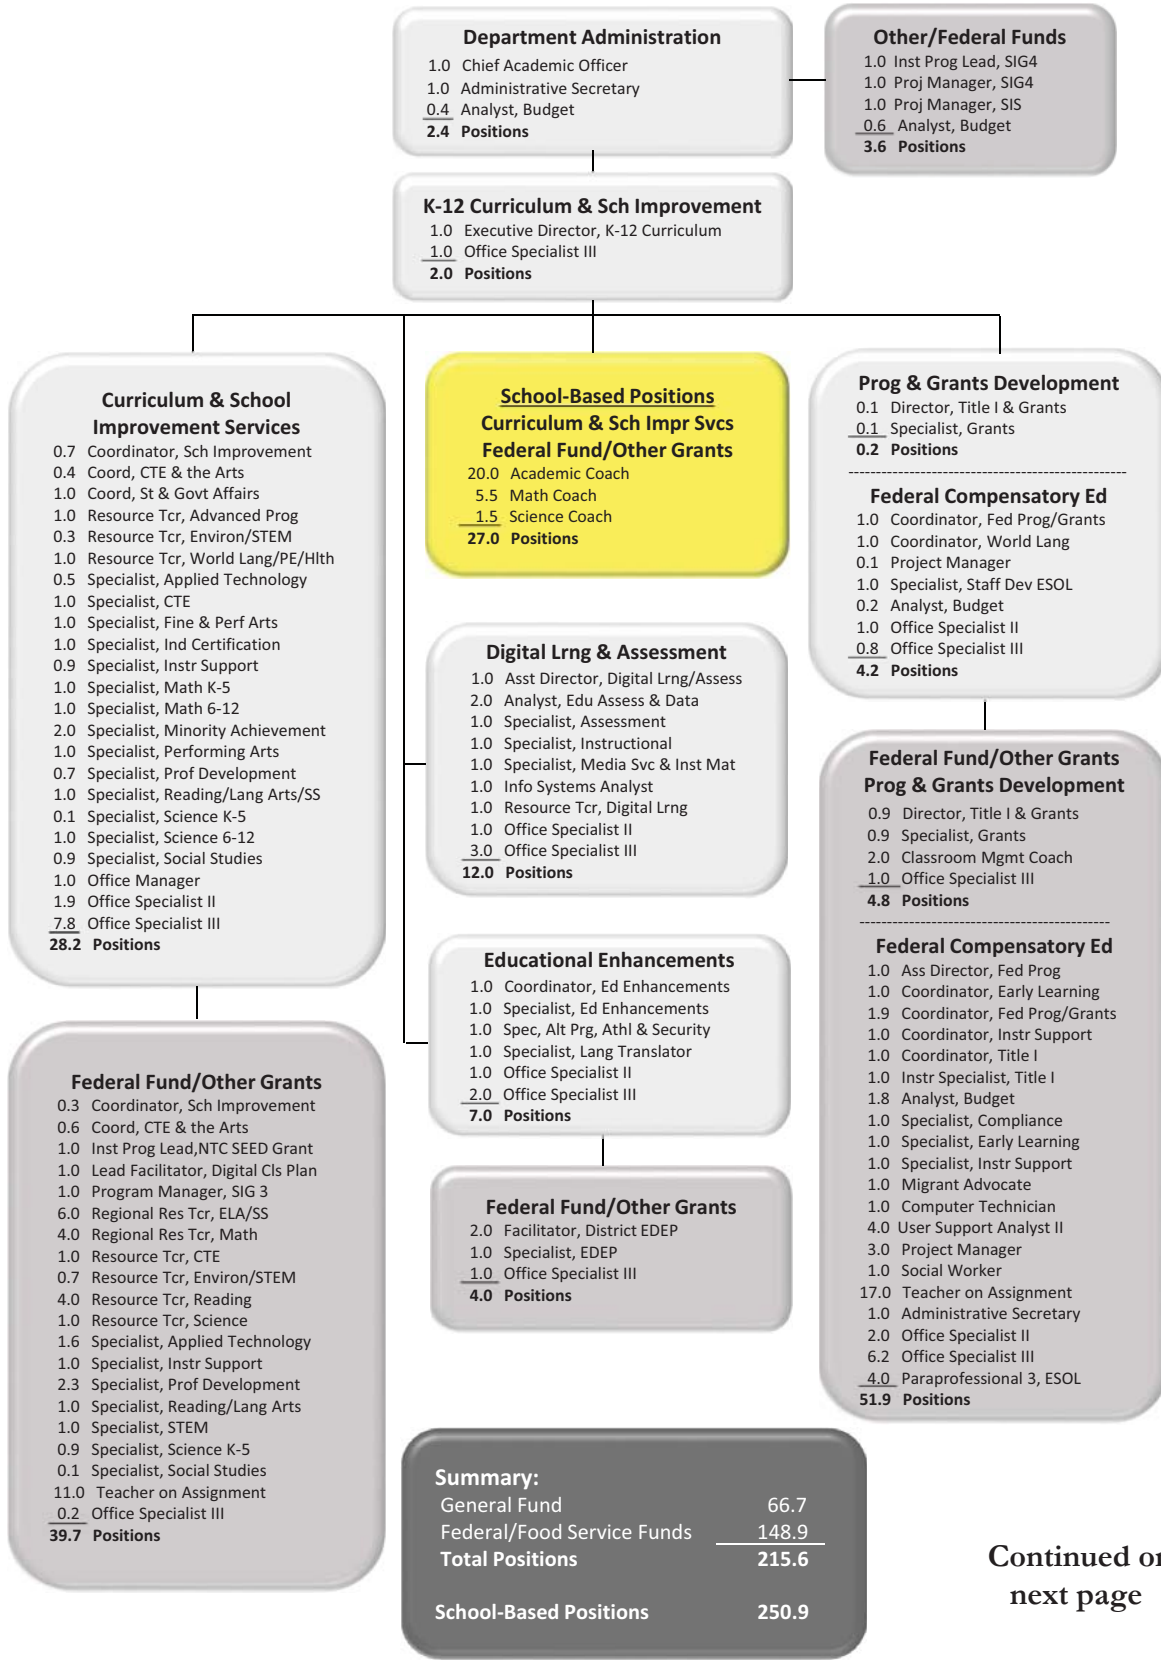 Department Administration
1.0 Chief Academic Officer
1.0 Administrative Secretary
0.4 Analyst, Budget
2.4 Positions
Other/Federal Funds
1.0 Inst Prog Lead, SIG4
1.0 Proj Manager, SIG4
1.0 Proj Manager, SIS
0.6 Analyst, Budget
3.6 Positions
K-12 Curriculum & Sch Improvement
1.0 Executive Director, K-12 Curriculum
1.0 Office Specialist III
2.0 Positions
Curriculum & School
Improvement Services
0.7 Coordinator, Sch Improvement
0.4 Coord, CTE & the Arts
1.0 Coord, St & Govt Affairs
1.0 Resource Tcr, Advanced Prog
0.3 Resource Tcr, Environ/STEM
1.0 Resource Tcr, World Lang/PE/Hlth
0.5 Specialist, Applied Technology
1.0 Specialist, CTE
1.0 Specialist, Fine & Perf Arts
1.0 Specialist, Ind Certification
0.9 Specialist, Instr Support
1.0 Specialist, Math K-5
1.0 Specialist, Math 6-12
2.0 Specialist, Minority Achievement
1.0 Specialist, Performing Arts
0.7 Specialist, Prof Development
1.0 Specialist, Reading/Lang Arts/SS
0.1 Specialist, Science K-5
1.0 Specialist, Science 6-12
0.9 Specialist, Social Studies
1.0 Office Manager
1.9 Office Specialist II
7.8 Office Specialist III
28.2 Positions
Federal Fund/Other Grants
0.3 Coordinator, Sch Improvement
0.6 Coord, CTE & the Arts
1.0 Inst Prog Lead,NTC SEED Grant
1.0 Lead Facilitator, Digital Cls Plan
1.0 Program Manager, SIG 3
6.0 Regional Res Tcr, ELA/SS
4.0 Regional Res Tcr, Math
1.0 Resource Tcr, CTE
0.7 Resource Tcr, Environ/STEM
4.0 Resource Tcr, Reading
1.0 Resource Tcr, Science
1.6 Specialist, Applied Technology
1.0 Specialist, Instr Support
2.3 Specialist, Prof Development
1.0 Specialist, Reading/Lang Arts
1.0 Specialist, STEM
0.9 Specialist, Science K-5
0.1 Specialist, Social Studies
11.0 Teacher on Assignment
0.2 Office Specialist III
39.7 Positions
School-Based Positions
Curriculum & Sch Impr Svcs
Federal Fund/Other Grants
20.0 Academic Coach
5.5 Math Coach
1.5 Science Coach
27.0 Positions
Digital Lrng & Assessment
1.0 Asst Director, Digital Lrng/Assess
2.0 Analyst, Edu Assess & Data
1.0 Specialist, Assessment
1.0 Specialist, Instructional
1.0 Specialist, Media Svc & Inst Mat
1.0 Info Systems Analyst
1.0 Resource Tcr, Digital Lrng
1.0 Office Specialist II
3.0 Office Specialist III
12.0 Positions
Educational Enhancements
1.0 Coordinator, Ed Enhancements
1.0 Specialist, Ed Enhancements
1.0 Spec, Alt Prg, Athl & Security
1.0 Specialist, Lang Translator
1.0 Office Specialist II
2.0 Office Specialist III
7.0 Positions
Federal Fund/Other Grants
2.0 Facilitator, District EDEP
1.0 Specialist, EDEP
1.0 Office Specialist III
4.0 Positions
Prog & Grants Development
0.1 Director, Title I & Grants
0.1 Specialist, Grants
0.2 Positions
Federal Compensatory Ed
1.0 Coordinator, Fed Prog/Grants
1.0 Coordinator, World Lang
0.1 Project Manager
1.0 Specialist, Staff Dev ESOL
0.2 Analyst, Budget
1.0 Office Specialist II
0.8 Office Specialist III
4.2 Positions
Federal Fund/Other Grants
Prog & Grants Development
0.9 Director, Title I & Grants
0.9 Specialist, Grants
2.0 Classroom Mgmt Coach
1.0 Office Specialist III
4.8 Positions
Federal Compensatory Ed
1.0 Ass Director, Fed Prog
1.0 Coordinator, Early Learning
1.9 Coordinator, Fed Prog/Grants
1.0 Coordinator, Instr Support
1.0 Coordinator, Title I
1.0 Instr Specialist, Title I
1.8 Analyst, Budget
1.0 Specialist, Compliance
1.0 Specialist, Early Learning
1.0 Specialist, Instr Support
1.0 Migrant Advocate
1.0 Computer Technician
4.0 User Support Analyst II
3.0 Project Manager
1.0 Social Worker
17.0 Teacher on Assignment
1.0 Administrative Secretary
2.0 Office Specialist II
6.2 Office Specialist III
4.0 Paraprofessional 3, ESOL
51.9 Positions
Summary:
General Fund 66.7
Federal/Food Service Funds 148.9
Total Positions 215.6
School-Based Positions 250.9
Continued or
next page